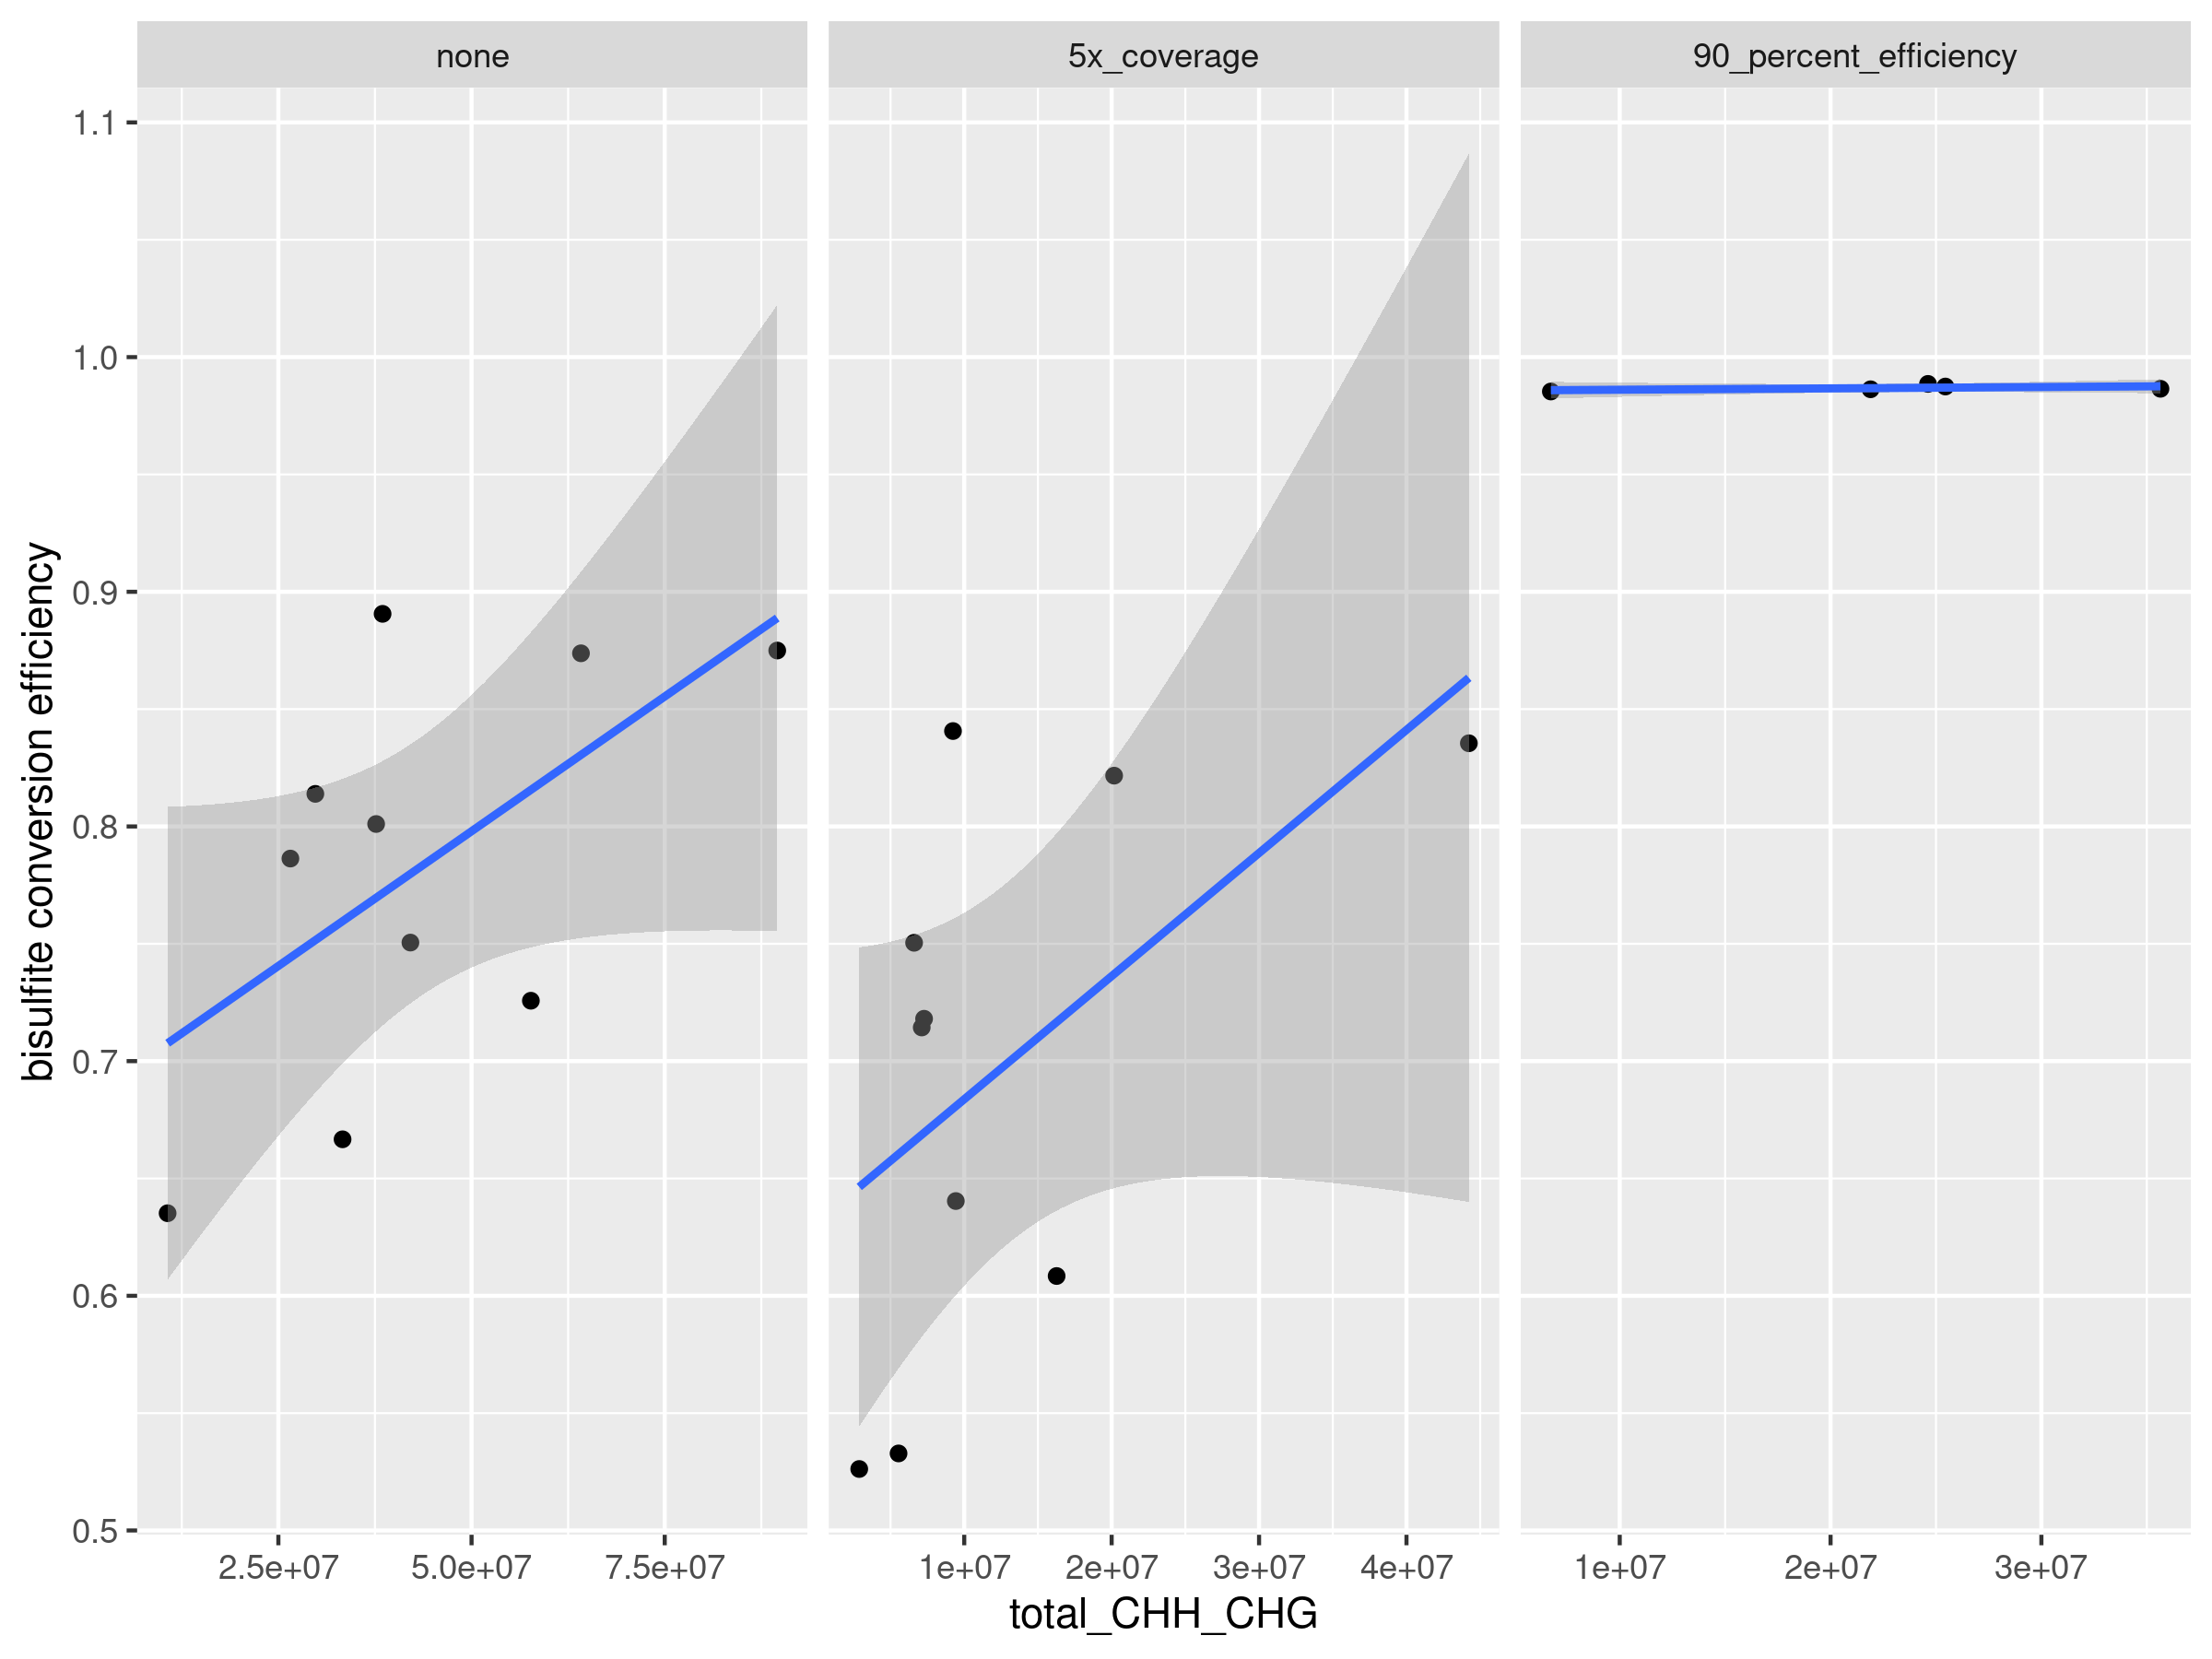 none
5x_coverage
90_percent_efficiency
bisulfite conversion efficiency
1.1
1.0
0.9
0.8
0.7
0.6
0.5
2.5e+07 5.0e+07 7.5e+07
1e+07 2e+07 3e+07 4e+07
1e+07 2e+07 3e+07
total_CHH_CHG